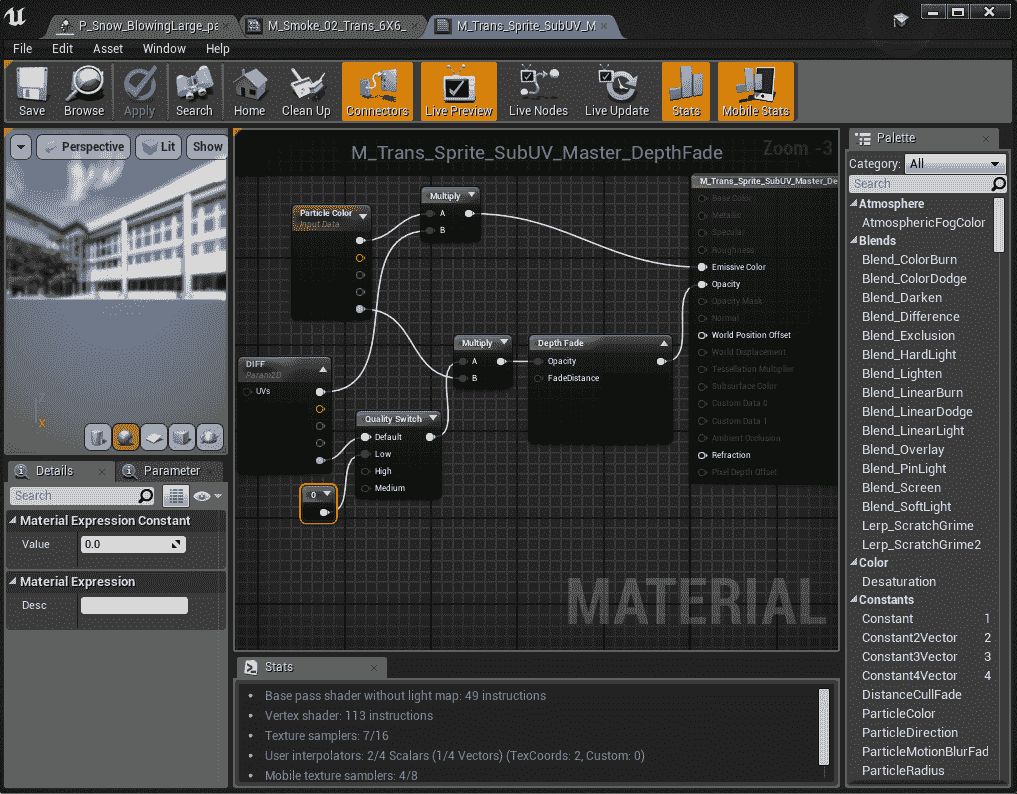 P_Snow_BlowingLarge_pa
M_Smoke_02_Trans_6X6_
M_Trans_Sprite_SubUV_M
File Edit Asset Window Help
Save Browse Apply Search Home Clean Up Connectors Live Preview Live Nodes Live Update Stats Mobile Stats
Perspective Lit Show
M_Trans_Sprite_SubUV_Master_DepthFade
Zoom -3
Particle Color
Input Data
Multiply
A
B
DIFF
Param2D
UVs
Quality Switch
Default
Low
High
Medium
0
Multiply
A
B
Depth Fade
Opacity
FadeDistance
M_Trans_Sprite_SubUV_Master_De
Base Color
Metallic
Specular
Roughness
Emissive Color
Opacity
Opacity Mask
Normal
World Position Offset
World Displacement
Tessellation Multiplier
Subsurface Color
Custom Data 0
Custom Data 1
Ambient Occlusion
Refraction
Pixel Depth Offset
MATERIAL
Z
X
Details
Parameter
Search
Material Expression Constant
Value 0.0
Material Expression
Desc
Stats
Base pass shader without light map: 49 instructions
Vertex shader: 113 instructions
Texture samplers: 7/16
User interpolators: 2/4 Scalars (1/4 Vectors) (TexCoords: 2, Custom: 0)
Mobile texture samplers: 4/8
Palette
Category: All
Search
Atmosphere
AtmosphericFogColor
Blends
Blend_ColorBurn
Blend_ColorDodge
Blend_Darken
Blend_Difference
Blend_Exclusion
Blend_HardLight
Blend_Lighten
Blend_LinearBurn
Blend_LinearDodge
Blend_LinearLight
Blend_Overlay
Blend_PinLight
Blend_Screen
Blend_SoftLight
Lerp_ScratchGrime
Lerp_ScratchGrime2
Color
Desaturation
Constants
Constant 1
Constant2Vector 2
Constant3Vector 3
Constant4Vector 4
DistanceCullFade
ParticleColor
ParticleDirection
ParticleMotionBlurFad
ParticleRadius